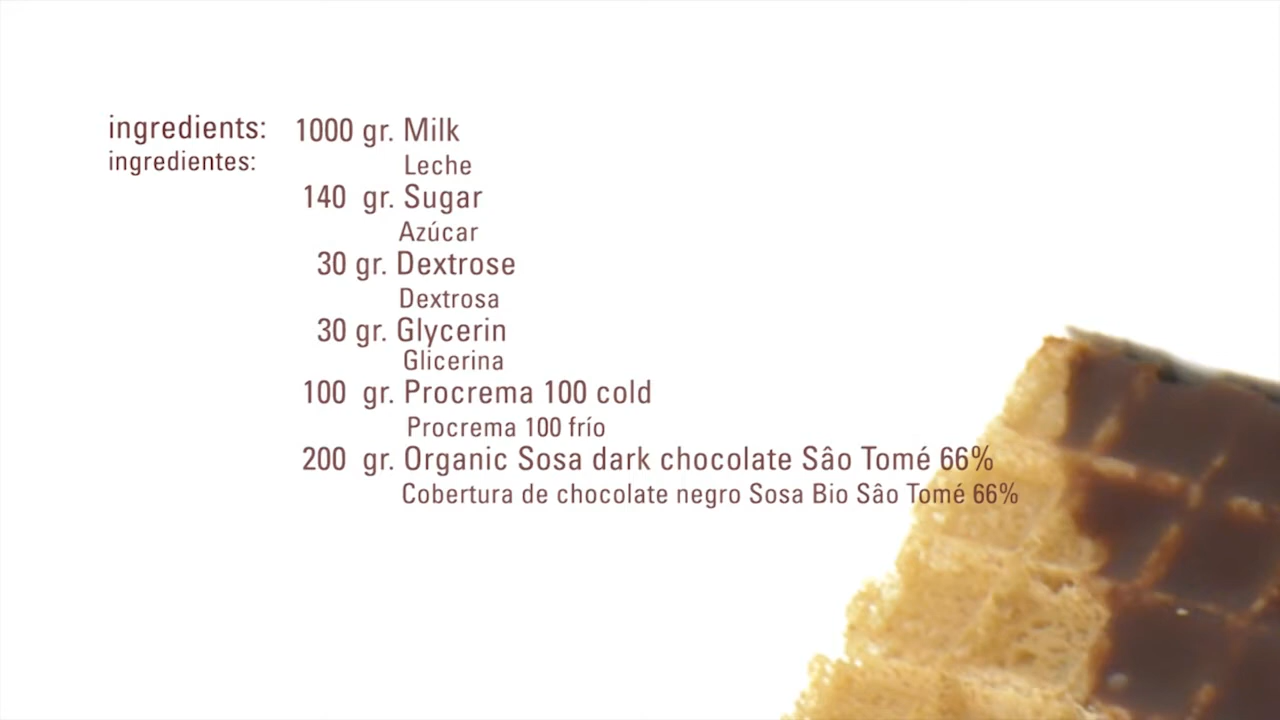 ingredients: 1000 gr. Milk
ingredientes: Leche
140 gr. Sugar
Azúcar
30 gr. Dextrose
Dextrosa
30 gr. Glycerin
Glicerina
100 gr. Procrema 100 cold
Procrema 100 frío
200 gr. Organic Sosa dark chocolate Sâo Tomé 66%
Cobertura de chocolate negro Sosa Bio Sâo Tomé 66%